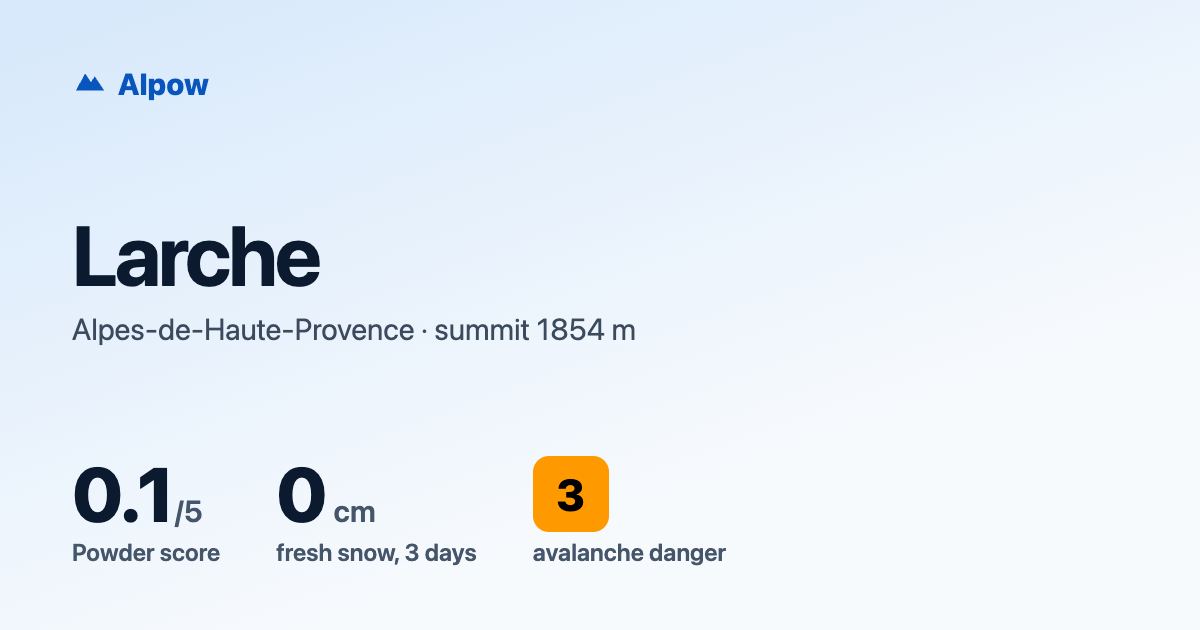 Alpow
Larche
Alpes-de-Haute-Provence · summit 1854 m
0.1/5
Powder score
0 cm
fresh snow, 3 days
3
avalanche danger